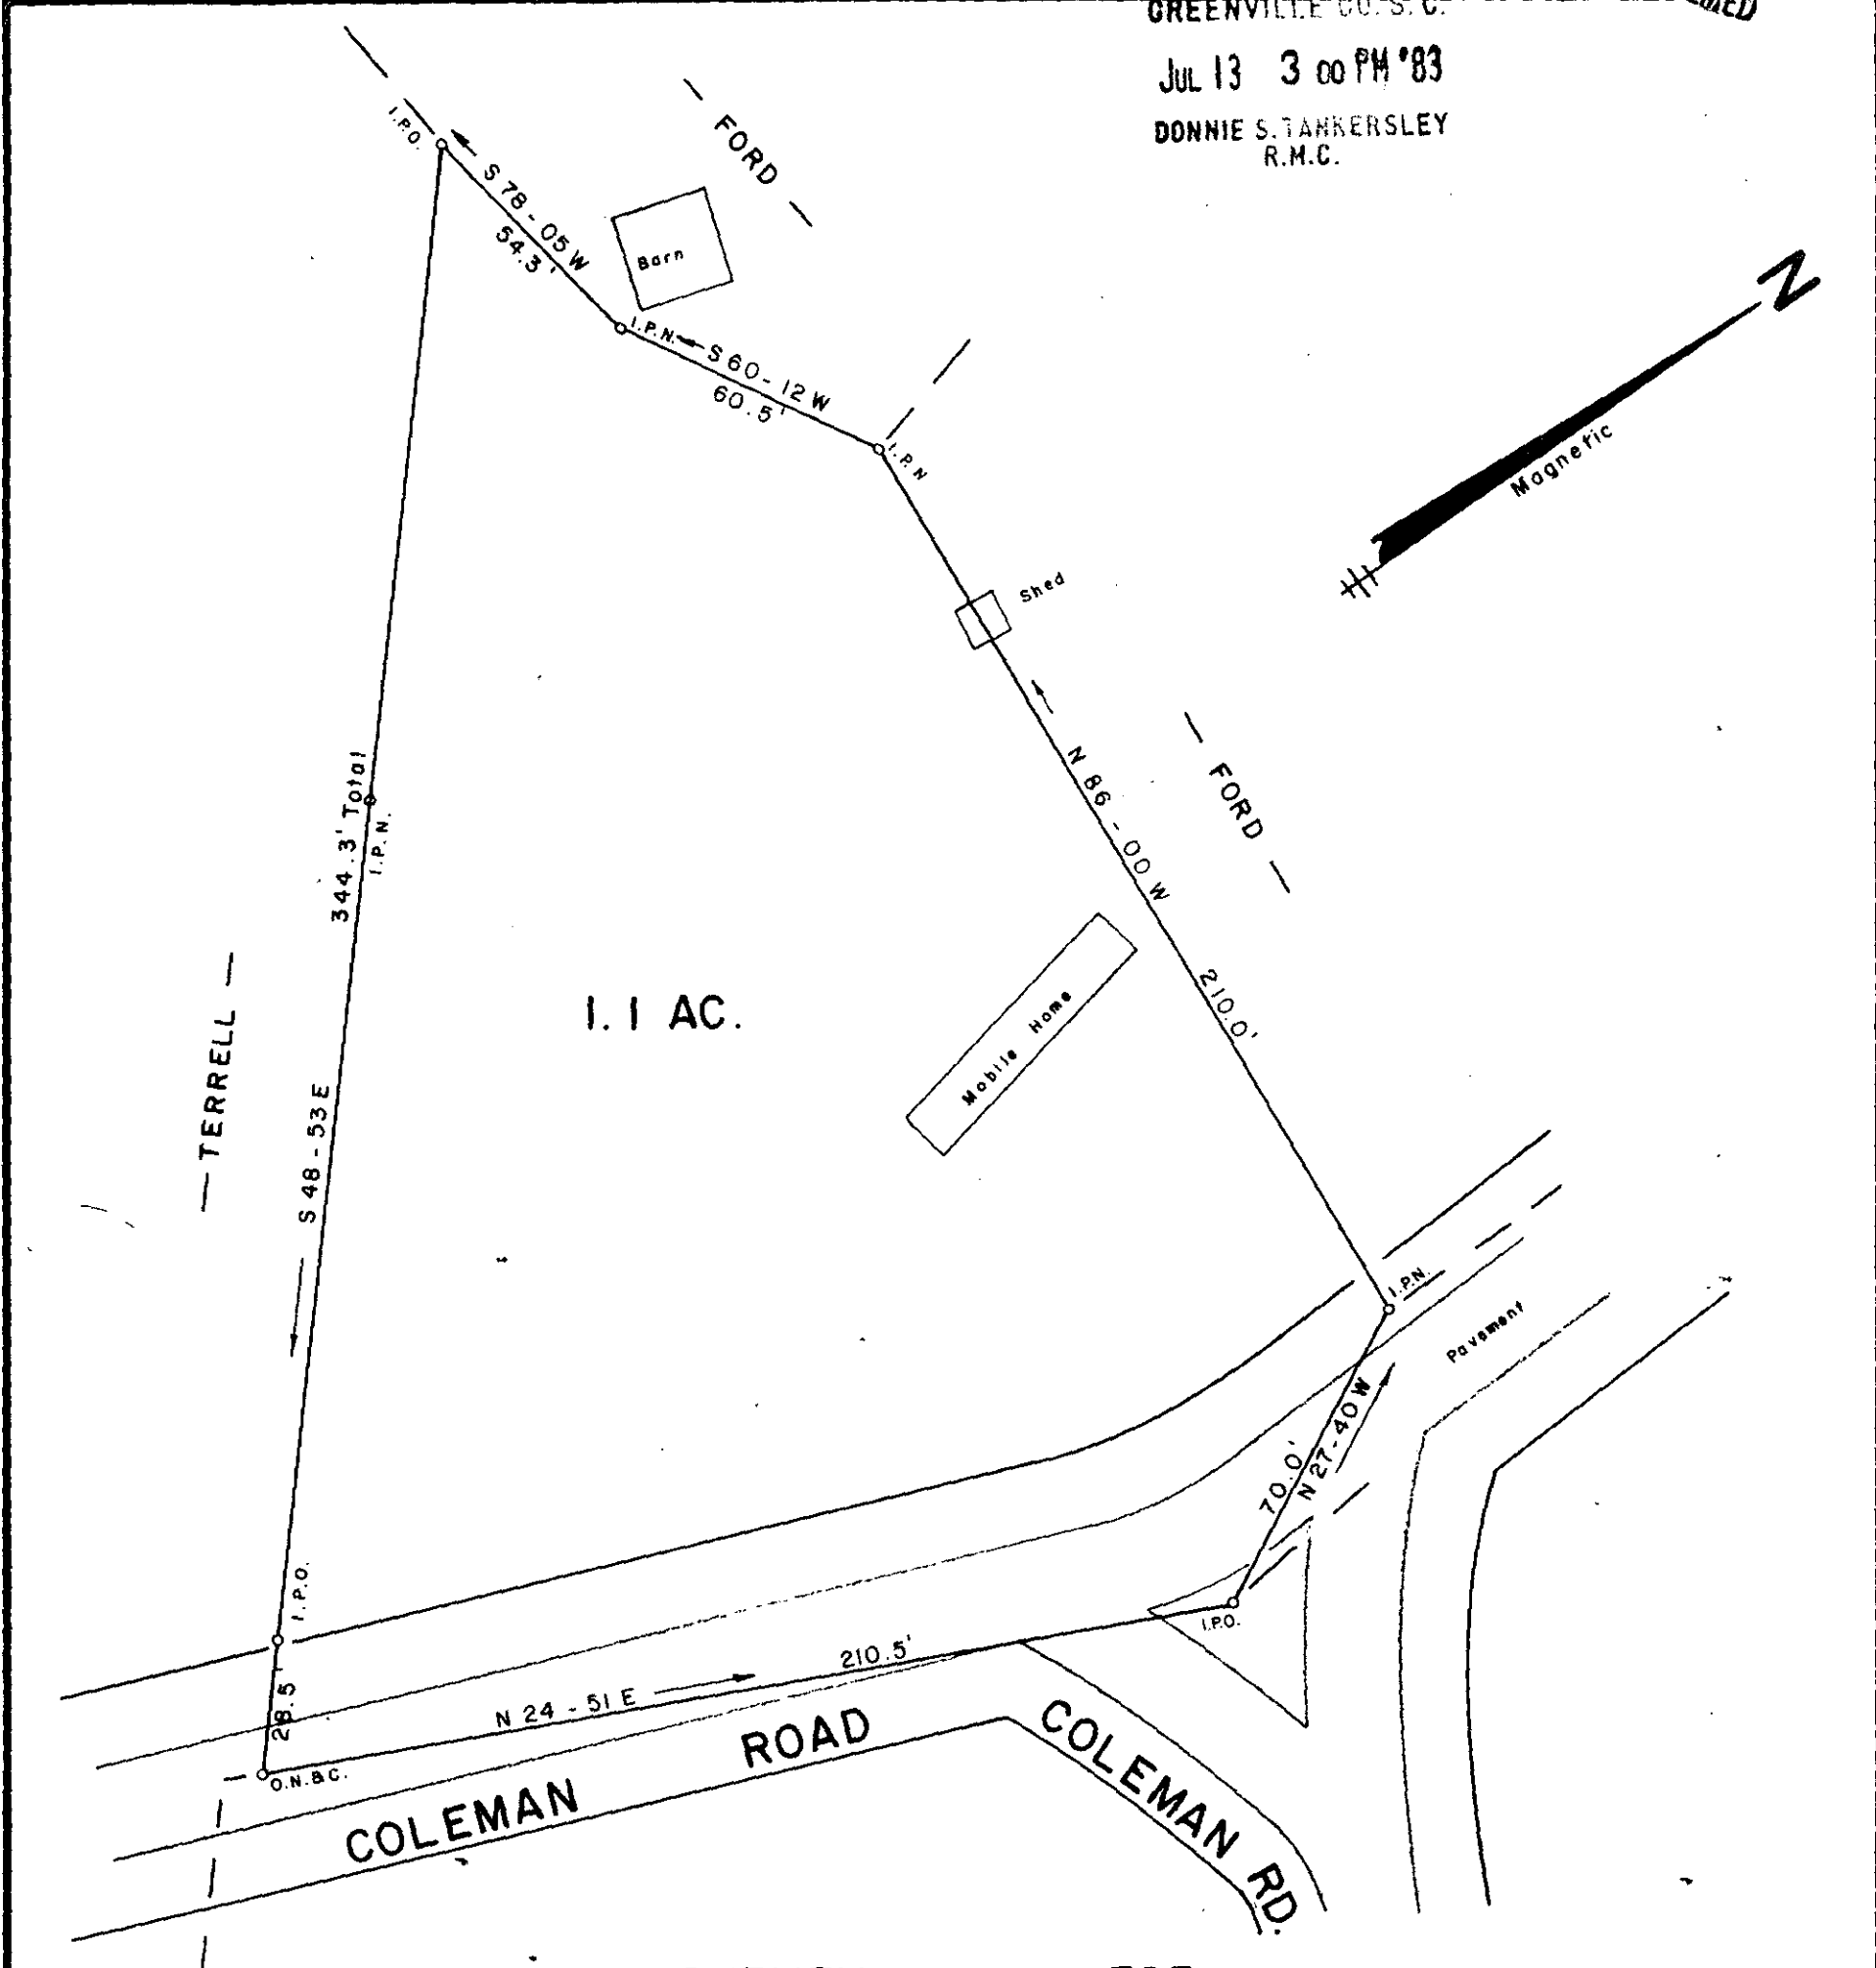 GREENVILLE CO. S. C.
JUL 13 3 00 PM '83
DONNIE S. TANKERSLEY
R.M.C.
— FORD —
I.P.O.
S 78 - 05 W
54.3'
Barn
N
I.P.N.
S 60 - 12 W
60.5'
I.P.N
Magnetic
Shed
N 86 - 00 W
— FORD —
344.3' Total
I.P.N.
210.0'
— TERRELL —
1.1 AC.
Mobile Home
S 48 - 53 E
I.P.N.
Pavement
70.0'
N 27 - 40 W
I.P.O.
I.P.O.
28.5'
N 24 - 51 E
210.5'
O.N.&C.
COLEMAN ROAD
COLEMAN RD.